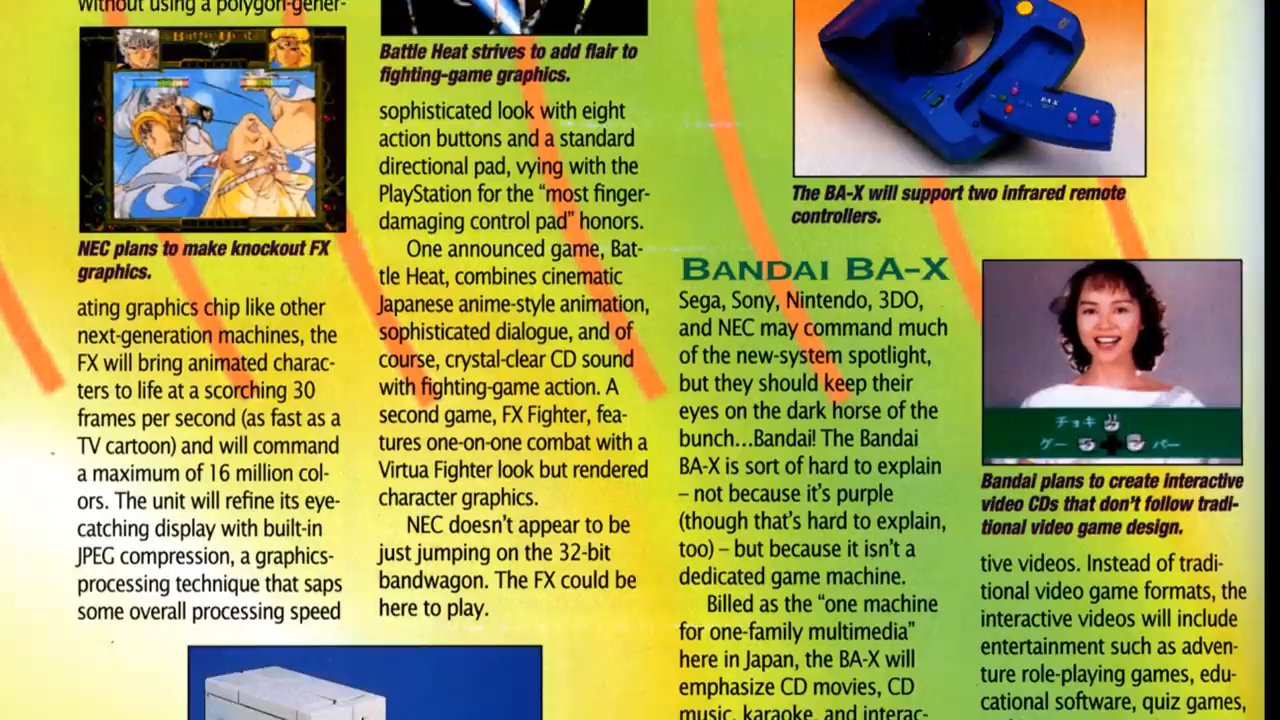 without using a polygon-gener-
Battle Heat
NEC plans to make knockout FX
graphics.
ating graphics chip like other
next-generation machines, the
FX will bring animated charac-
ters to life at a scorching 30
frames per second (as fast as a
TV cartoon) and will command
a maximum of 16 million col-
ors. The unit will refine its eye-
catching display with built-in
JPEG compression, a graphics-
processing technique that saps
some overall processing speed
Battle Heat strives to add flair to
fighting-game graphics.
sophisticated look with eight
action buttons and a standard
directional pad, vying with the
PlayStation for the “most finger-
damaging control pad” honors.
One announced game, Bat-
tle Heat, combines cinematic
Japanese anime-style animation,
sophisticated dialogue, and of
course, crystal-clear CD sound
with fighting-game action. A
second game, FX Fighter, fea-
tures one-on-one combat with a
Virtua Fighter look but rendered
character graphics.
NEC doesn’t appear to be
just jumping on the 32-bit
bandwagon. The FX could be
here to play.
BA-X
The BA-X will support two infrared remote
controllers.
BANDAI BA-X
Sega, Sony, Nintendo, 3DO,
and NEC may command much
of the new-system spotlight,
but they should keep their
eyes on the dark horse of the
bunch...Bandai! The Bandai
BA-X is sort of hard to explain
– not because it’s purple
(though that’s hard to explain,
too) – but because it isn’t a
dedicated game machine.
Billed as the “one machine
for one-family multimedia”
here in Japan, the BA-X will
emphasize CD movies, CD
music, karaoke, and interac-
チョキ
グー
パー
Bandai plans to create interactive
video CDs that don’t follow tradi-
tional video game design.
tive videos. Instead of tradi-
tional video game formats, the
interactive videos will include
entertainment such as adven-
ture role-playing games, edu-
cational software, quiz games,